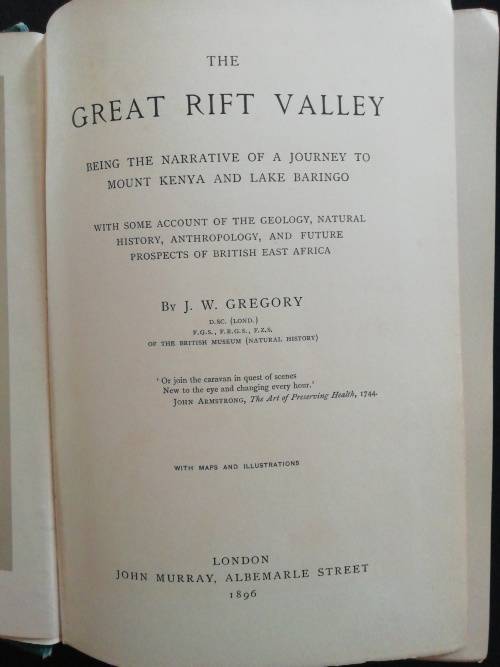 THE
GREAT RIFT VALLEY
BEING THE NARRATIVE OF A JOURNEY TO
MOUNT KENYA AND LAKE BARINGO
WITH SOME ACCOUNT OF THE GEOLOGY, NATURAL
HISTORY, ANTHROPOLOGY, AND FUTURE
PROSPECTS OF BRITISH EAST AFRICA
BY J. W. GREGORY
D.SC. (LOND.)
F.G.S., F.R.G.S., F.Z.S.
OF THE BRITISH MUSEUM (NATURAL HISTORY)
‘ Or join the caravan in quest of scenes
New to the eye and changing every hour.’
JOHN ARMSTRONG, The Art of Preserving Health, 1744.
WITH MAPS AND ILLUSTRATIONS
LONDON
JOHN MURRAY, ALBEMARLE STREET
1896